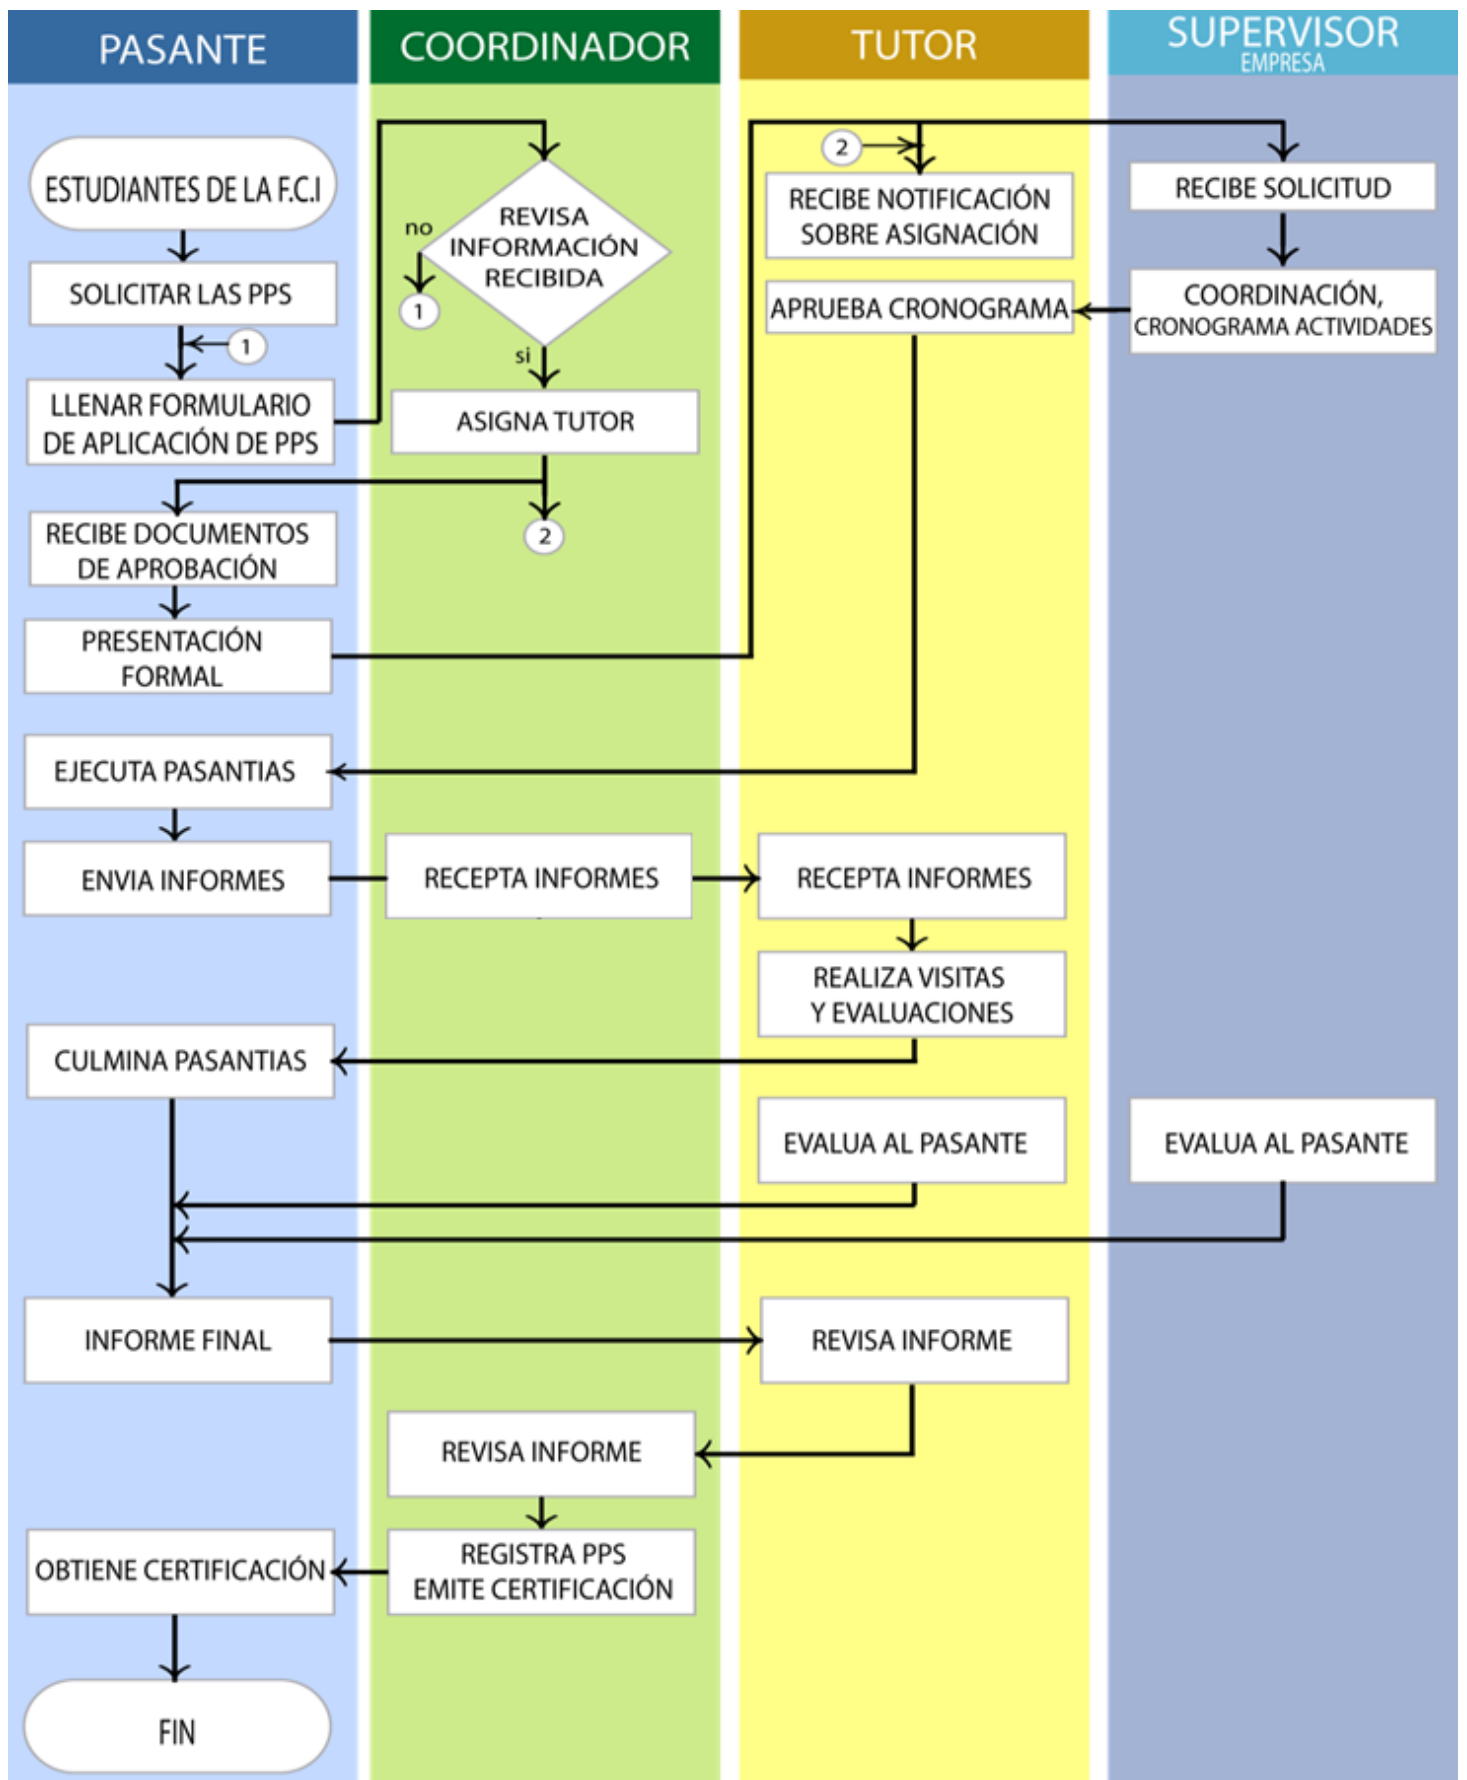 PASANTE
COORDINADOR
TUTOR
SUPERVISOR
EMPRESA
ESTUDIANTES DE LA F.C.I
SOLICITAR LAS PPS
1
LLENAR FORMULARIO
DE APLICACIÓN DE PPS
REVISA
INFORMACIÓN
RECIBIDA
no
1
si
ASIGNA TUTOR
2
RECIBE DOCUMENTOS
DE APROBACIÓN
PRESENTACIÓN
FORMAL
2
RECIBE NOTIFICACIÓN
SOBRE ASIGNACIÓN
RECIBE SOLICITUD
COORDINACIÓN,
CRONOGRAMA ACTIVIDADES
APRUEBA CRONOGRAMA
EJECUTA PASANTIAS
ENVIA INFORMES
RECEPTA INFORMES
RECEPTA INFORMES
REALIZA VISITAS
Y EVALUACIONES
CULMINA PASANTIAS
EVALUA AL PASANTE
EVALUA AL PASANTE
INFORME FINAL
REVISA INFORME
REVISA INFORME
REGISTRA PPS
EMITE CERTIFICACIÓN
OBTIENE CERTIFICACIÓN
FIN